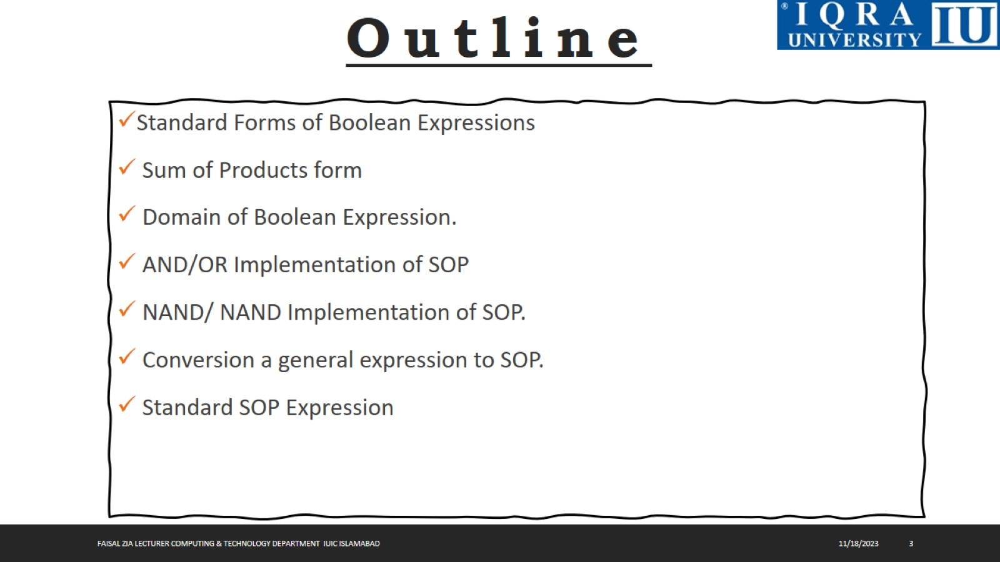 Outline
® IQRA
UNIVERSITY IU
✓Standard Forms of Boolean Expressions
✓ Sum of Products form
✓ Domain of Boolean Expression.
✓ AND/OR Implementation of SOP
✓ NAND/ NAND Implementation of SOP.
✓ Conversion a general expression to SOP.
✓ Standard SOP Expression
FAISAL ZIA LECTURER COMPUTING & TECHNOLOGY DEPARTMENT IUIC ISLAMABAD 11/18/2023 3